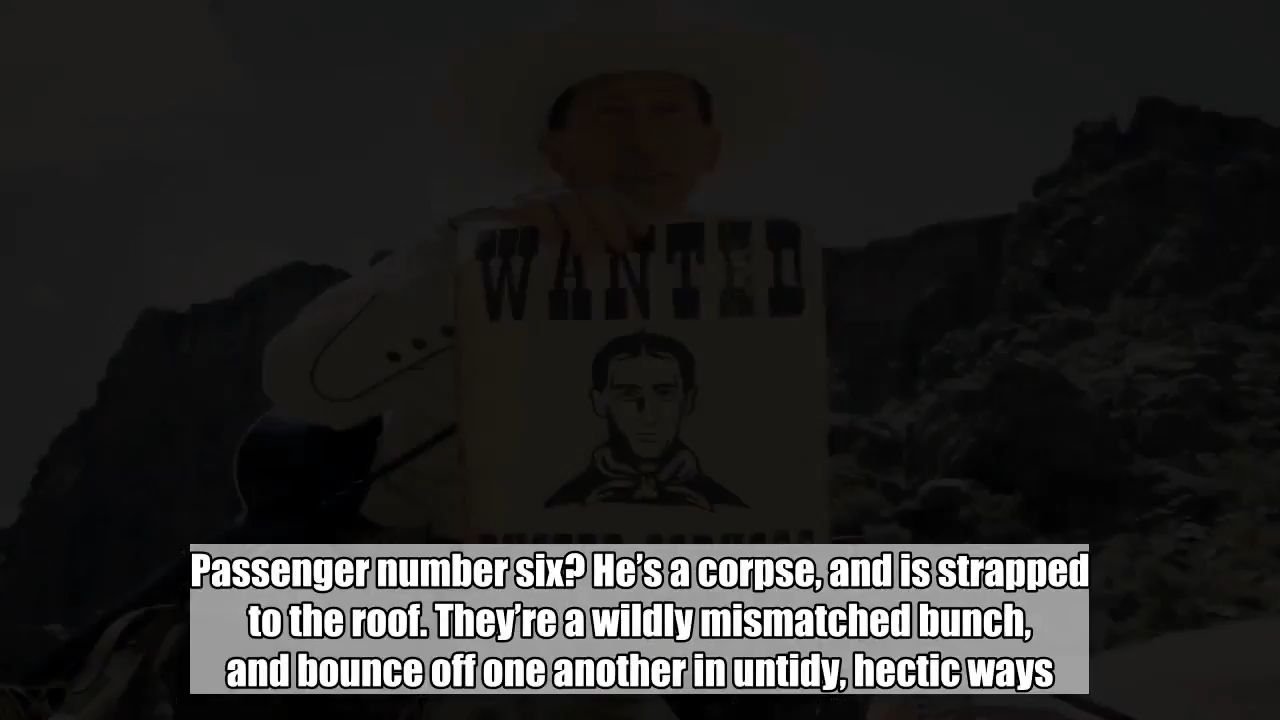 WANTED
Passenger number six? He’s a corpse, and is strapped
to the roof. They’re a wildly mismatched bunch,
and bounce off one another in untidy, hectic ways